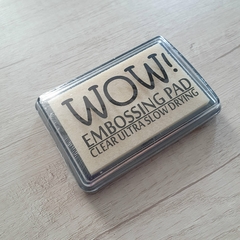 WOW!
EMBOSSING PAD
CLEAR ULTRA SLOW DRYING